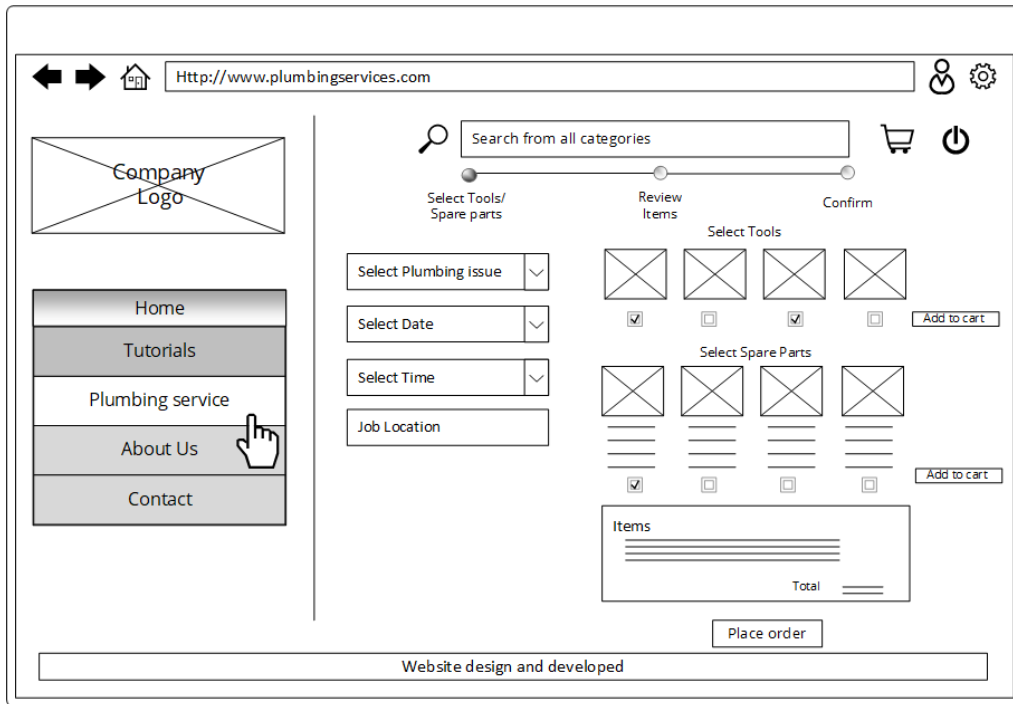 Http://www.plumbingservices.com
Company
Logo
Home
Tutorials
Plumbing service
About Us
Contact
Search from all categories
Select Tools/
Spare parts
Review
Items
Confirm
Select Plumbing issue
Select Date
Select Time
Job Location
Select Tools
Add to cart
Select Spare Parts
Add to cart
Items
Total
Place order
Website design and developed